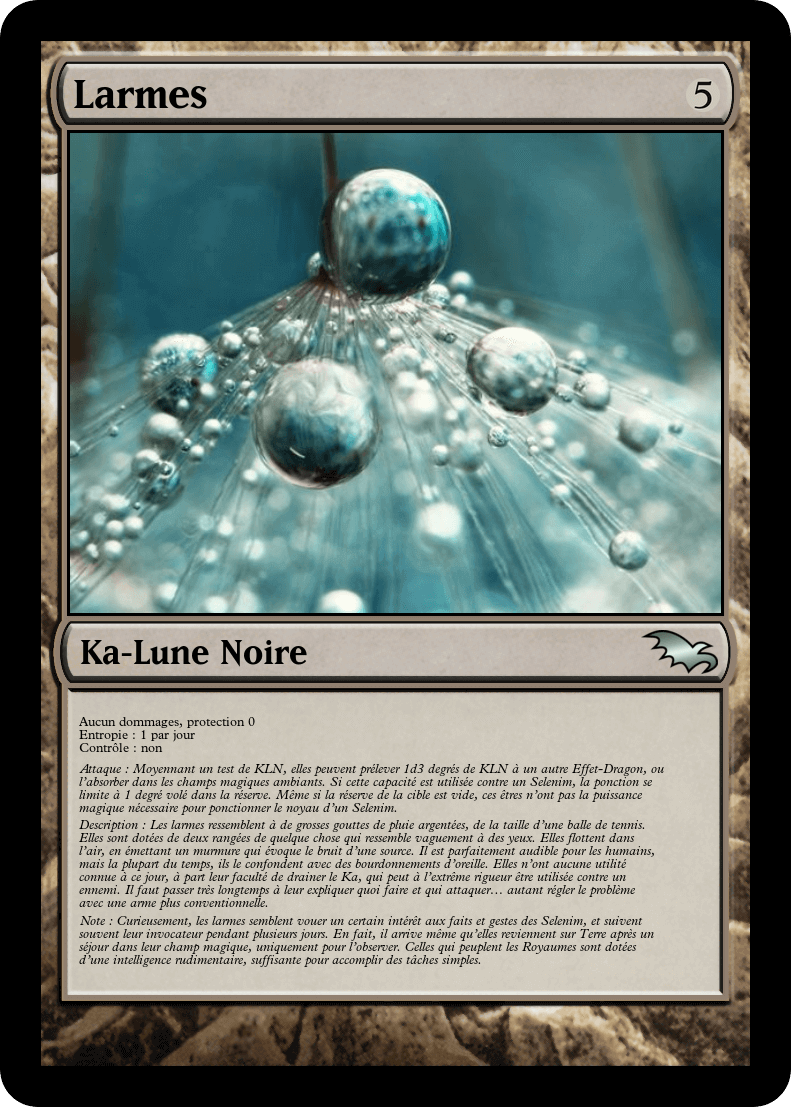 Larmes
5
Ka-Lune Noire
Aucun dommages, protection 0
Entropie : 1 par jour
Contrôle : non
Attaque : Moyennant un test de KLN, elles peuvent prélever 1d3 degrés de KLN à un autre Effet-Dragon, ou
l'absorber dans les champs magiques ambiants. Si cette capacité est utilisée contre un Selenim, la ponction se
limite à 1 degré volé dans la réserve. Même si la réserve de la cible est vide, ces êtres n'ont pas la puissance
magique nécessaire pour ponctionner le noyau d'un Selenim.
Description : Les larmes ressemblent à de grosses gouttes de pluie argentées, de la taille d'une balle de tennis.
Elles sont dotées de deux rangées de quelque chose qui ressemble vaguement à des yeux. Elles flottent dans
l'air, en émettant un murmure qui évoque le bruit d'une source. Il est parfaitement audible pour les humains,
mais la plupart du temps, ils le confondent avec des bourdonnements d'oreille. Elles n'ont aucune utilité
connue à ce jour, à part leur faculté de drainer le Ka, qui peut à l'extrême rigueur être utilisée contre un
ennemi. Il faut passer très longtemps à leur expliquer quoi faire et qui attaquer… autant régler le problème
avec une arme plus conventionnelle.
Note : Curieusement, les larmes semblent vouer un certain intérêt aux faits et gestes des Selenim, et suivent
souvent leur invocateur pendant plusieurs jours. En fait, il arrive même qu'elles reviennent sur Terre après un
séjour dans leur champ magique, uniquement pour l'observer. Celles qui peuplent les Royaumes sont dotées
d'une intelligence rudimentaire, suffisante pour accomplir des tâches simples.